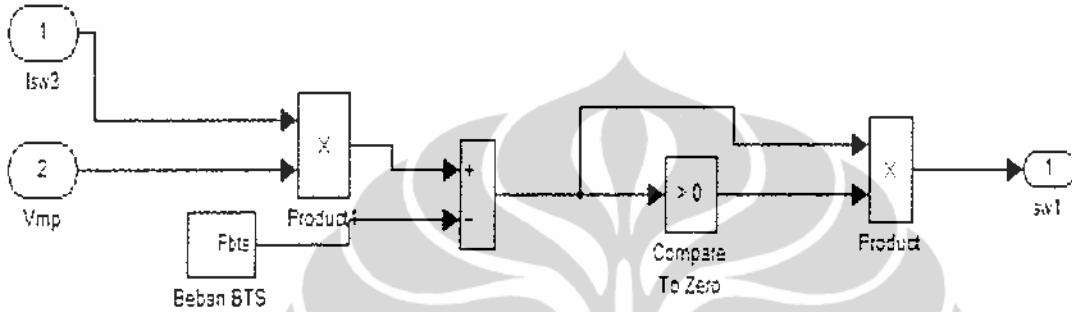 1
Isw3
2
Vmp
X
Product1
Pbts
Beban BTS
+
−
> 0
Compare
To Zero
X
Product
1
sw1